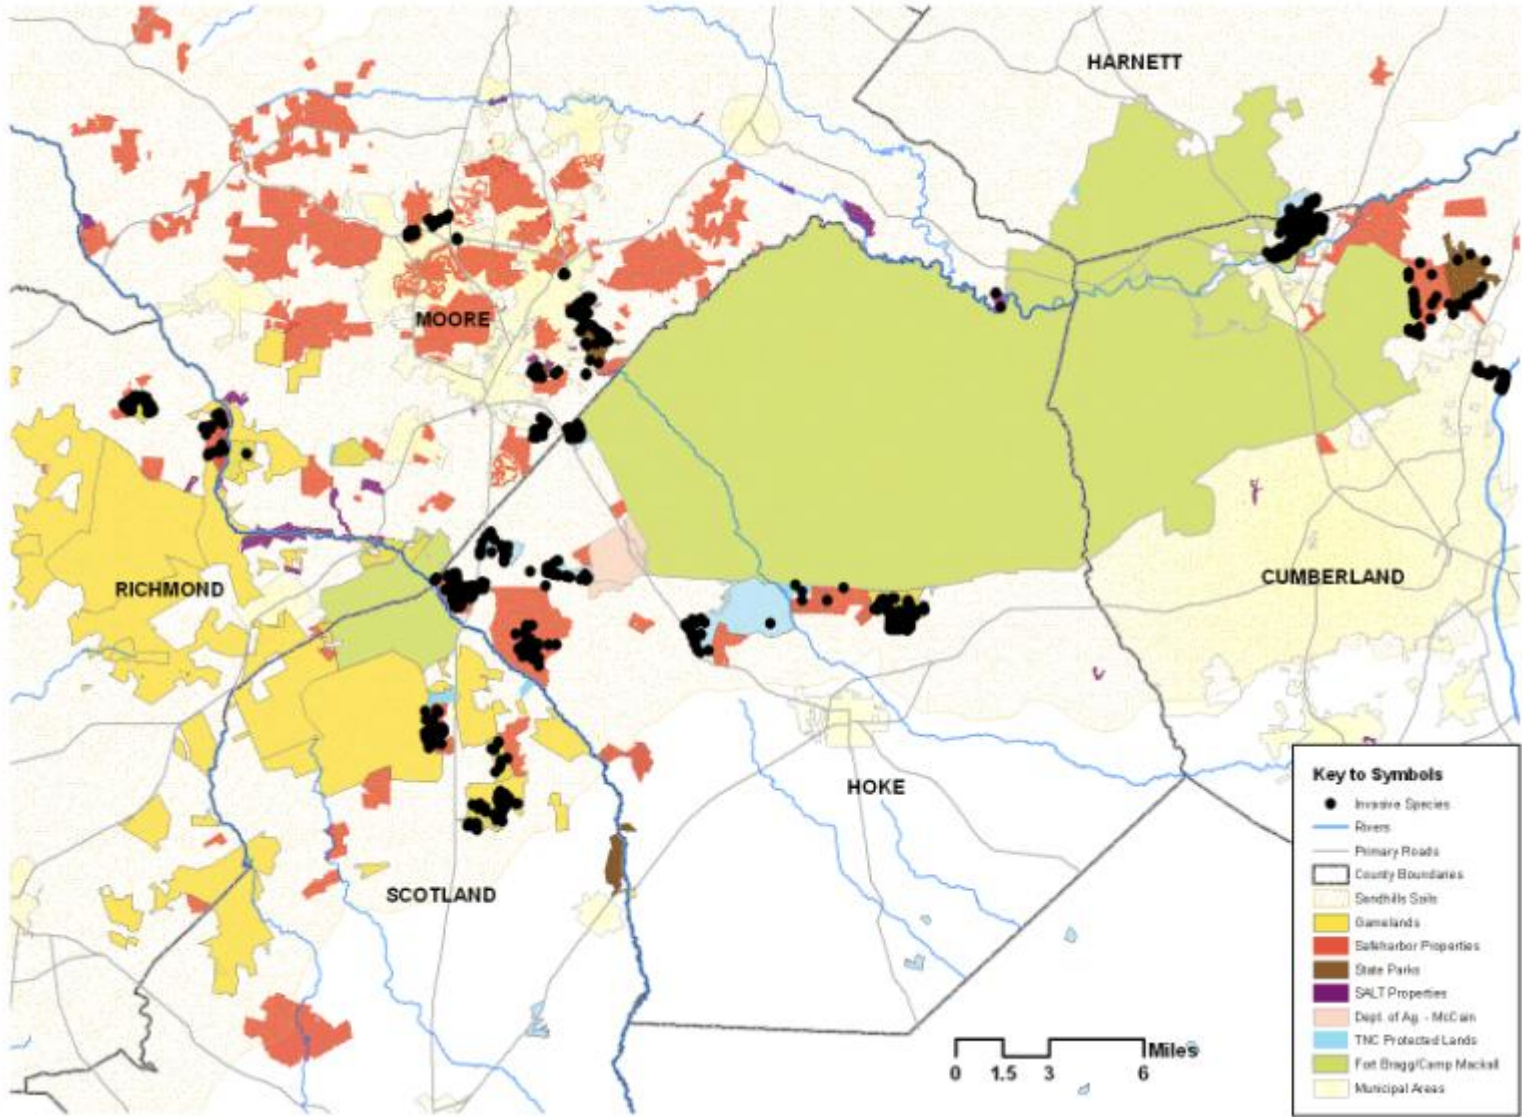 HARNETT
MOORE
RICHMOND
CUMBERLAND
HOKE
SCOTLAND
Key to Symbols
Invasive Species
Rivers
Primary Roads
County Boundaries
Sandhills Soils
Gamelands
Safeharbor Properties
State Parks
SALT Properties
Dept. of Ag. - McCain
TNC Protected Lands
Fort Bragg/Camp Mackall
Municipal Areas
Miles
0 1.5 3 6